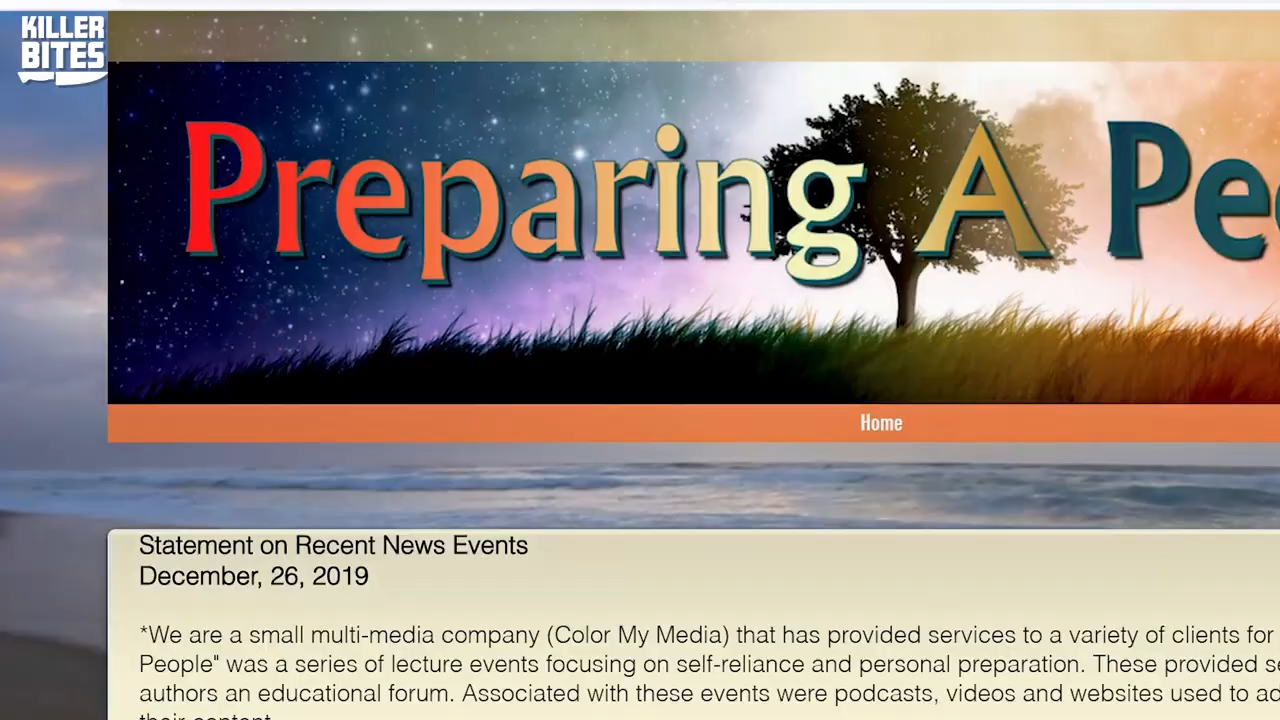 KILLER
BITES
Preparing A Pe
Home
Statement on Recent News Events
December, 26, 2019
*We are a small multi-media company (Color My Media) that has provided services to a variety of clients for
People" was a series of lecture events focusing on self-reliance and personal preparation. These provided
authors an educational forum. Associated with these events were podcasts, videos and websites used to
their content.